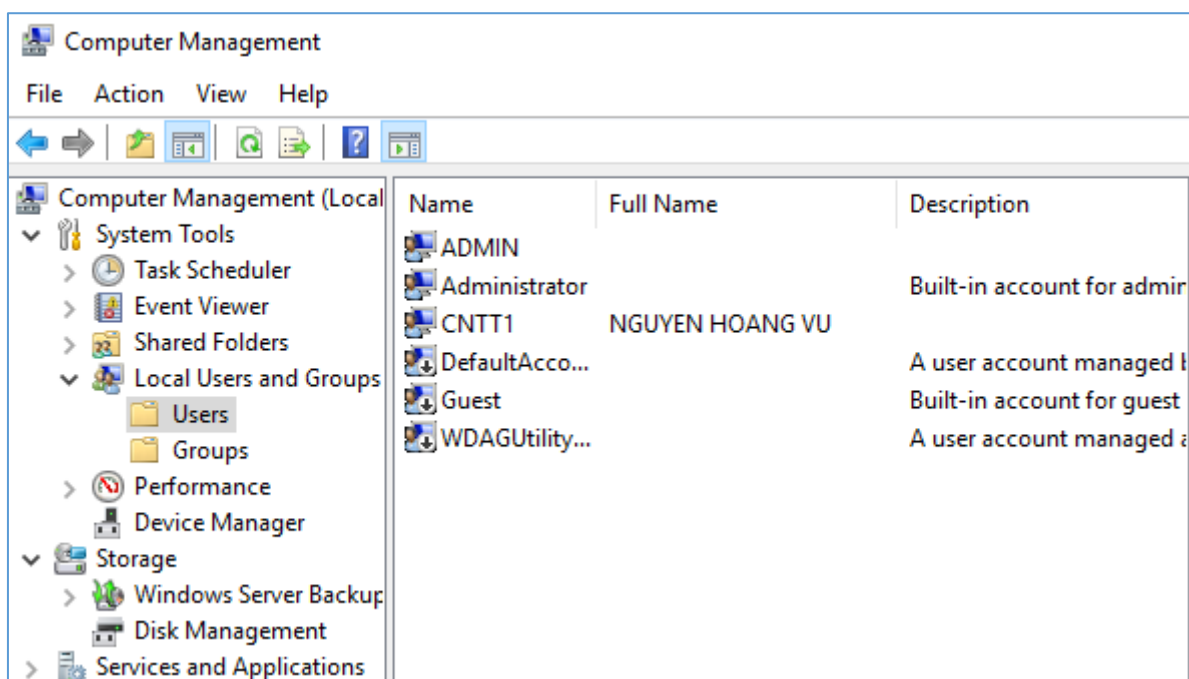 Computer Management
File Action View Help
Computer Management (Local
System Tools
Task Scheduler
Event Viewer
Shared Folders
Local Users and Groups
Users
Groups
Performance
Device Manager
Storage
Windows Server Backup
Disk Management
Services and Applications
Name Full Name Description
ADMIN
Administrator Built-in account for admin
CNTT1 NGUYEN HOANG VU
DefaultAcco... A user account managed
Guest Built-in account for guest
WDAGUtility... A user account managed